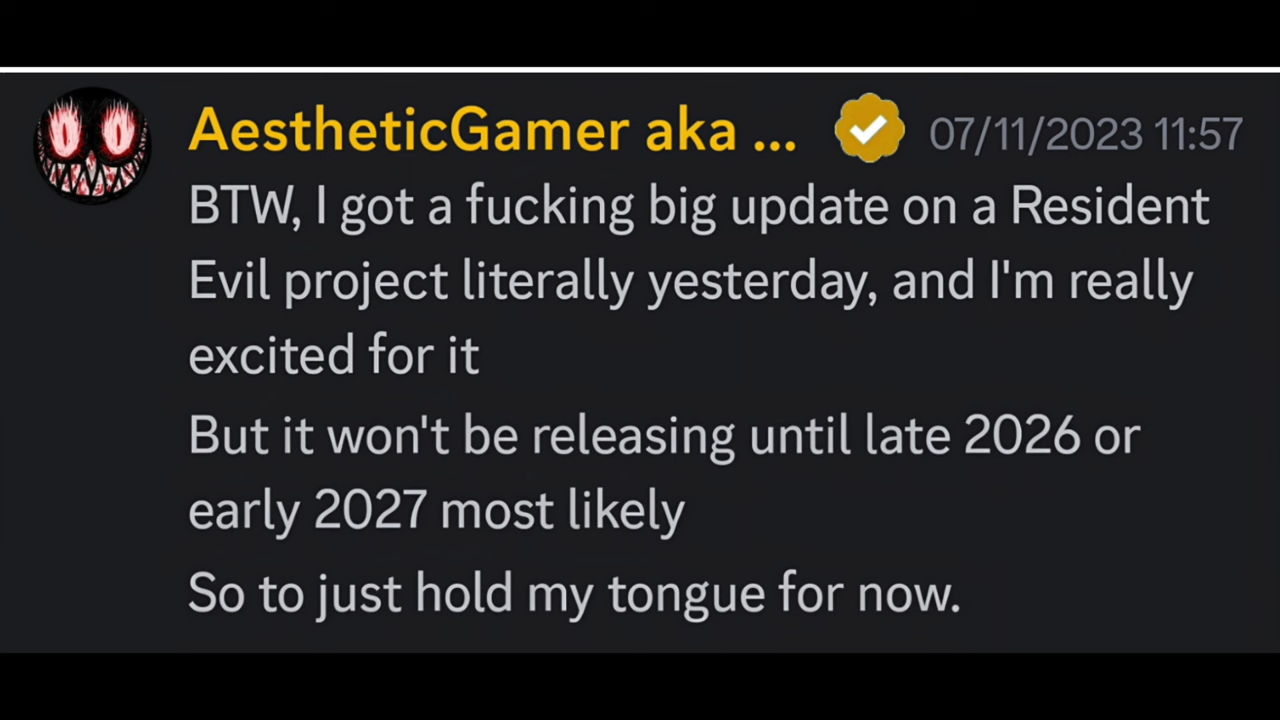 AestheticGamer aka ... 07/11/2023 11:57
BTW, I got a fucking big update on a Resident
Evil project literally yesterday, and I'm really
excited for it
But it won't be releasing until late 2026 or
early 2027 most likely
So to just hold my tongue for now.